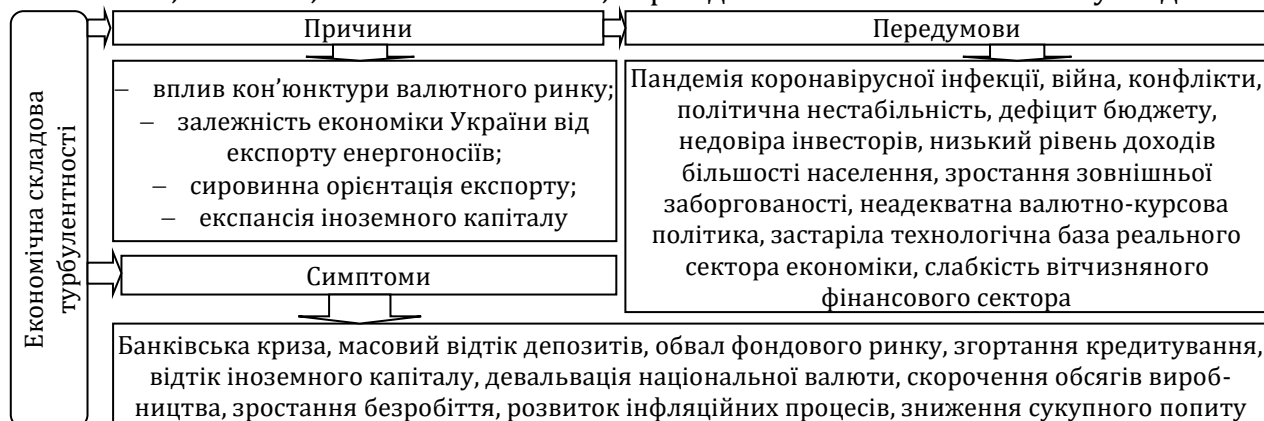 Економічна складова
турбулентності
Причини
Передумови
– вплив кон’юнктури валютного ринку;
– залежність економіки України від
експорту енергоносіїв;
– сировинна орієнтація експорту;
– експансія іноземного капіталу
Пандемія коронавірусної інфекції, війна, конфлікти,
політична нестабільність, дефіцит бюджету,
недовіра інвесторів, низький рівень доходів
більшості населення, зростання зовнішньої
заборгованості, неадекватна валютно-курсова
політика, застаріла технологічна база реального
сектора економіки, слабкість вітчизняного
фінансового сектора
Симптоми
Банківська криза, масовий відтік депозитів, обвал фондового ринку, згортання кредитування,
відтік іноземного капіталу, девальвація національної валюти, скорочення обсягів вироб-
ництва, зростання безробіття, розвиток інфляційних процесів, зниження сукупного попиту